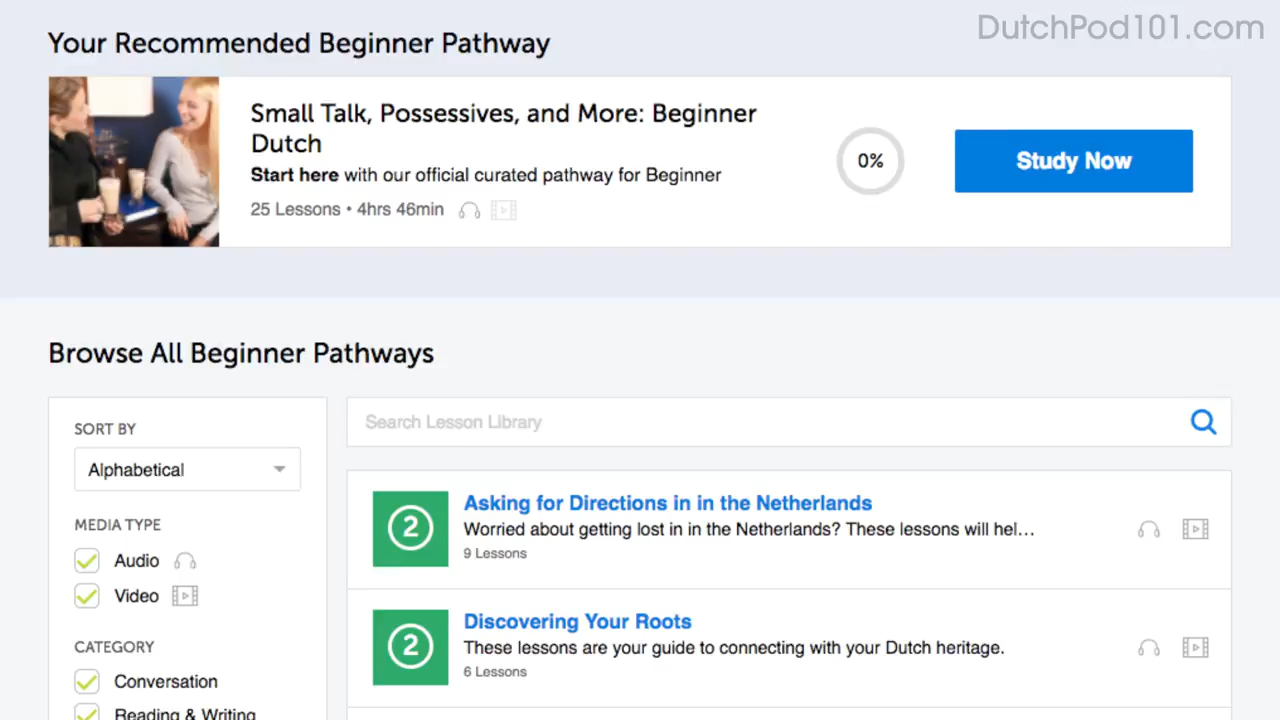 DutchPod101.com
Your Recommended Beginner Pathway
Small Talk, Possessives, and More: Beginner
Dutch
Start here with our official curated pathway for Beginner
25 Lessons • 4hrs 46min
0%
Study Now
Browse All Beginner Pathways
SORT BY
Alphabetical
MEDIA TYPE
Audio
Video
CATEGORY
Conversation
Reading & Writing
Search Lesson Library
2
Asking for Directions in in the Netherlands
Worried about getting lost in in the Netherlands? These lessons will hel...
9 Lessons
2
Discovering Your Roots
These lessons are your guide to connecting with your Dutch heritage.
6 Lessons